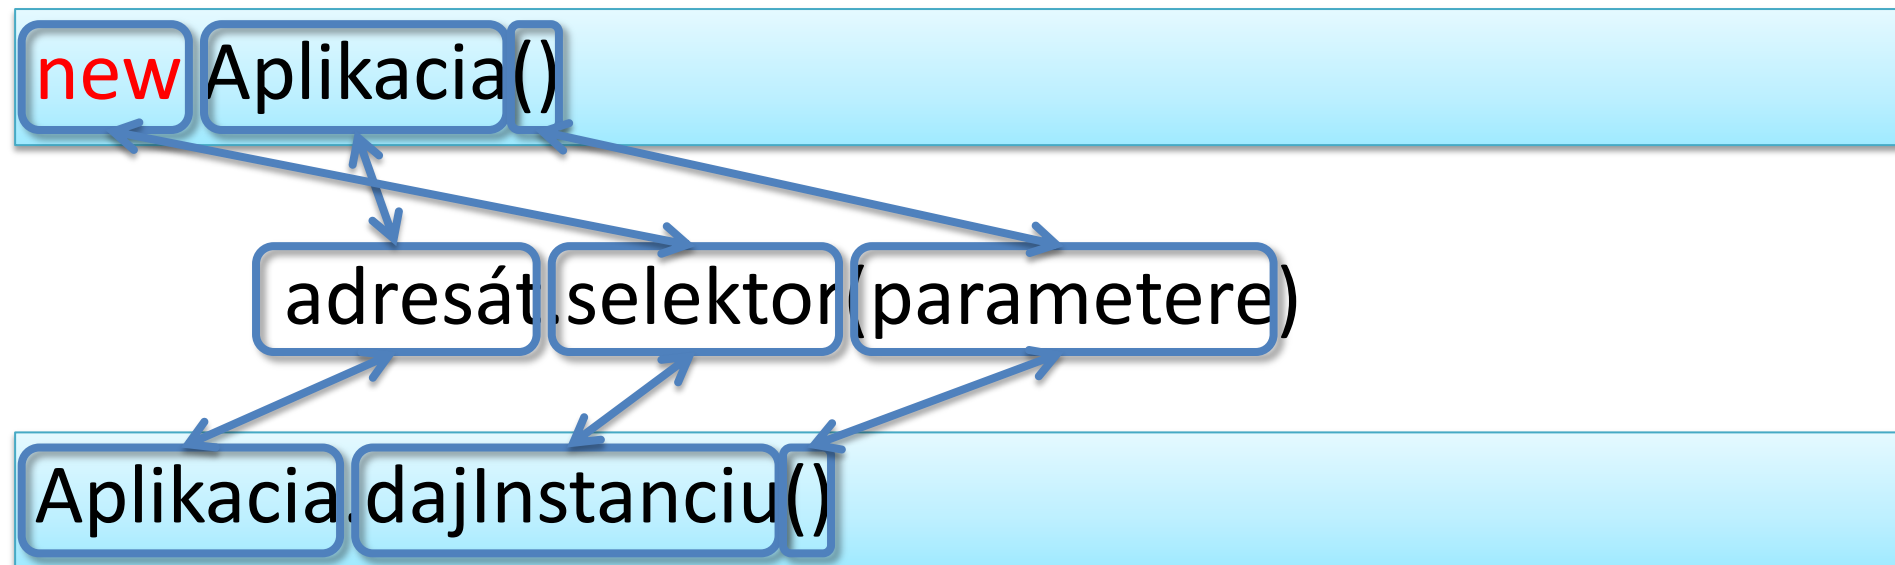 new Aplikacia()
adresát.selektor(parametere)
Aplikacia.dajInstanciu()